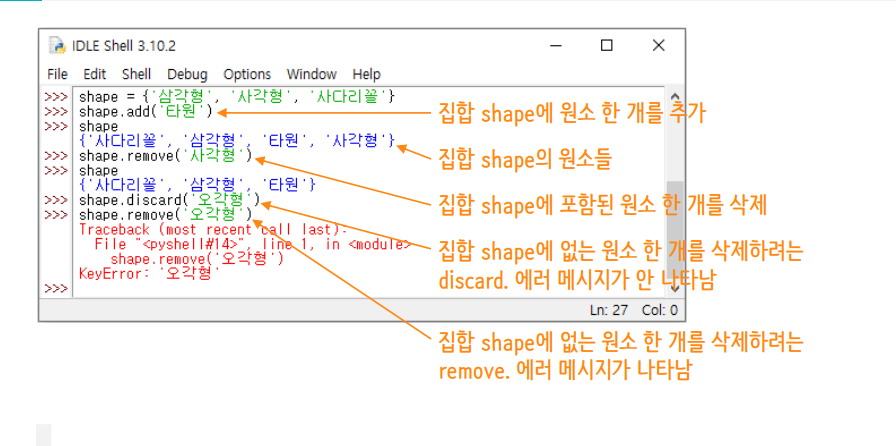 IDLE Shell 3.10.2
File Edit Shell Debug Options Window Help
>>> shape = {'삼각형', '사각형', '사다리꼴'}
>>> shape.add('타원')
>>> shape
{'사다리꼴', '삼각형', '타원', '사각형'}
>>> shape.remove('사각형')
>>> shape
{'사다리꼴', '삼각형', '타원'}
>>> shape.discard('오각형')
>>> shape.remove('오각형')
Traceback (most recent call last):
File "<pyshell#14>", line 1, in <module>
shape.remove('오각형')
KeyError: '오각형'
>>>
Ln: 27 Col: 0
집합 shape에 원소 한 개를 추가
집합 shape의 원소들
집합 shape에 포함된 원소 한 개를 삭제
집합 shape에 없는 원소 한 개를 삭제하려는
discard. 에러 메시지가 안 나타남
집합 shape에 없는 원소 한 개를 삭제하려는
remove. 에러 메시지가 나타남